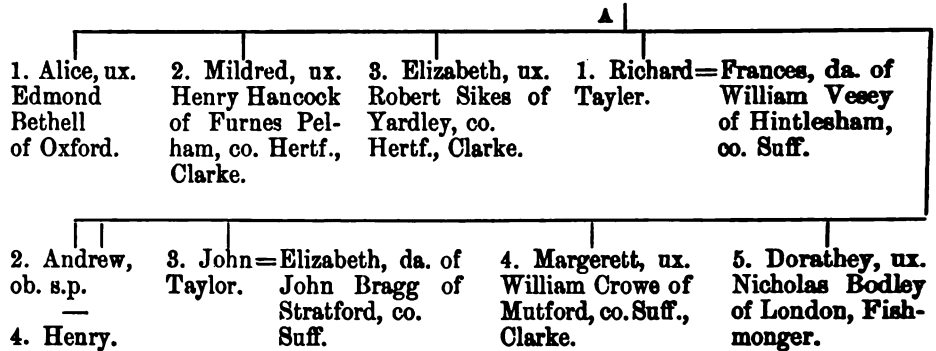 A
1. Alice, ux.
Edmond
Bethell
of Oxford.
2. Mildred, ux.
Henry Hancock
of Furnes Pel-
ham, co. Hertf.,
Clarke.
3. Elizabeth, ux.
Robert Sikes of
Yardley, co.
Hertf., Clarke.
1. Richard=Frances, da. of
Tayler. William Vesey
of Hintlesham,
co. Suff.
2. Andrew,
ob. s.p.
—
4. Henry.
3. John=Elizabeth, da. of
Taylor. John Bragg of
Stratford, co.
Suff.
4. Margerett, ux.
William Crowe of
Mutford, co. Suff.,
Clarke.
5. Dorathey, ux.
Nicholas Bodley
of London, Fish-
monger.